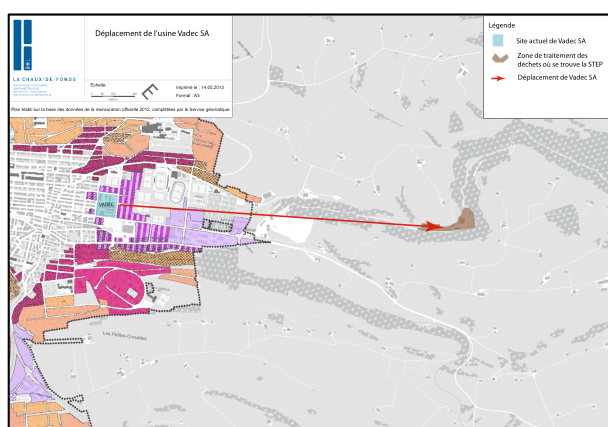 Déplacement de l'usine Vadec SA
LA CHAUX-DE-FONDS
Echelle:
Imprimé le : 14.05.2013
Format : A3
Plan établi sur la base des données de la mensuration officielle 2012, complétées par le Service géomatique
Légende
Site actuel de Vadec SA
Zone de traitement des
déchets où se trouve la STEP
Déplacement de Vadec SA
VADEC
Les Petites-Crosettes